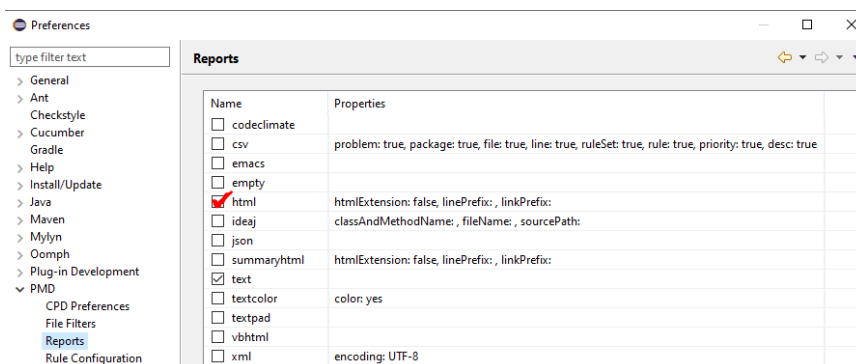 Preferences
type filter text
Reports
General
Ant
Checkstyle
Cucumber
Gradle
Help
Install/Update
Java
Maven
Mylyn
Oomph
Plug-in Development
PMD
CPD Preferences
File Filters
Reports
Rule Configuration
Name Properties
codeclimate
csv problem: true, package: true, file: true, line: true, ruleSet: true, rule: true, priority: true, desc: true
emacs
empty
html htmlExtension: false, linePrefix: , linkPrefix:
ideaj classAndMethodName: , fileName: , sourcePath:
json
summaryhtml htmlExtension: false, linePrefix: , linkPrefix:
text
textcolor color: yes
textpad
vbhtml
xml encoding: UTF-8